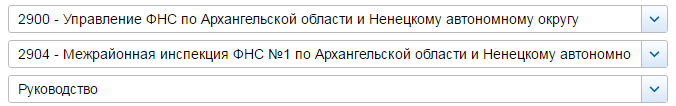 2900 - Управление ФНС по Архангельской области и Ненецкому автономному округу
2904 - Межрайонная инспекция ФНС №1 по Архангельской области и Ненецкому автономно
Руководство